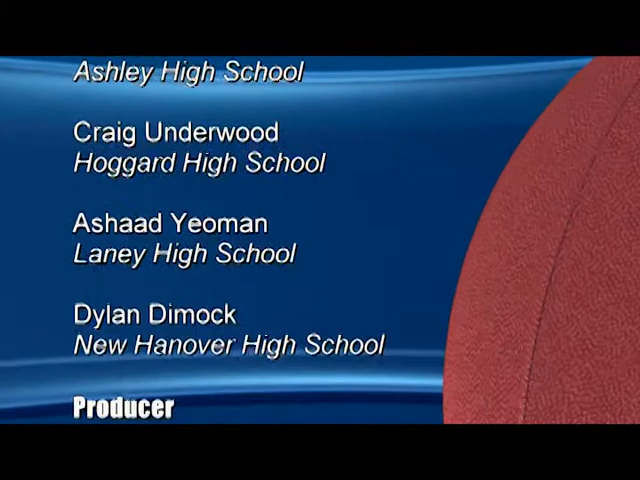 Ashley High School
Craig Underwood
Hoggard High School
Ashaad Yeoman
Laney High School
Dylan Dimock
New Hanover High School
Producer